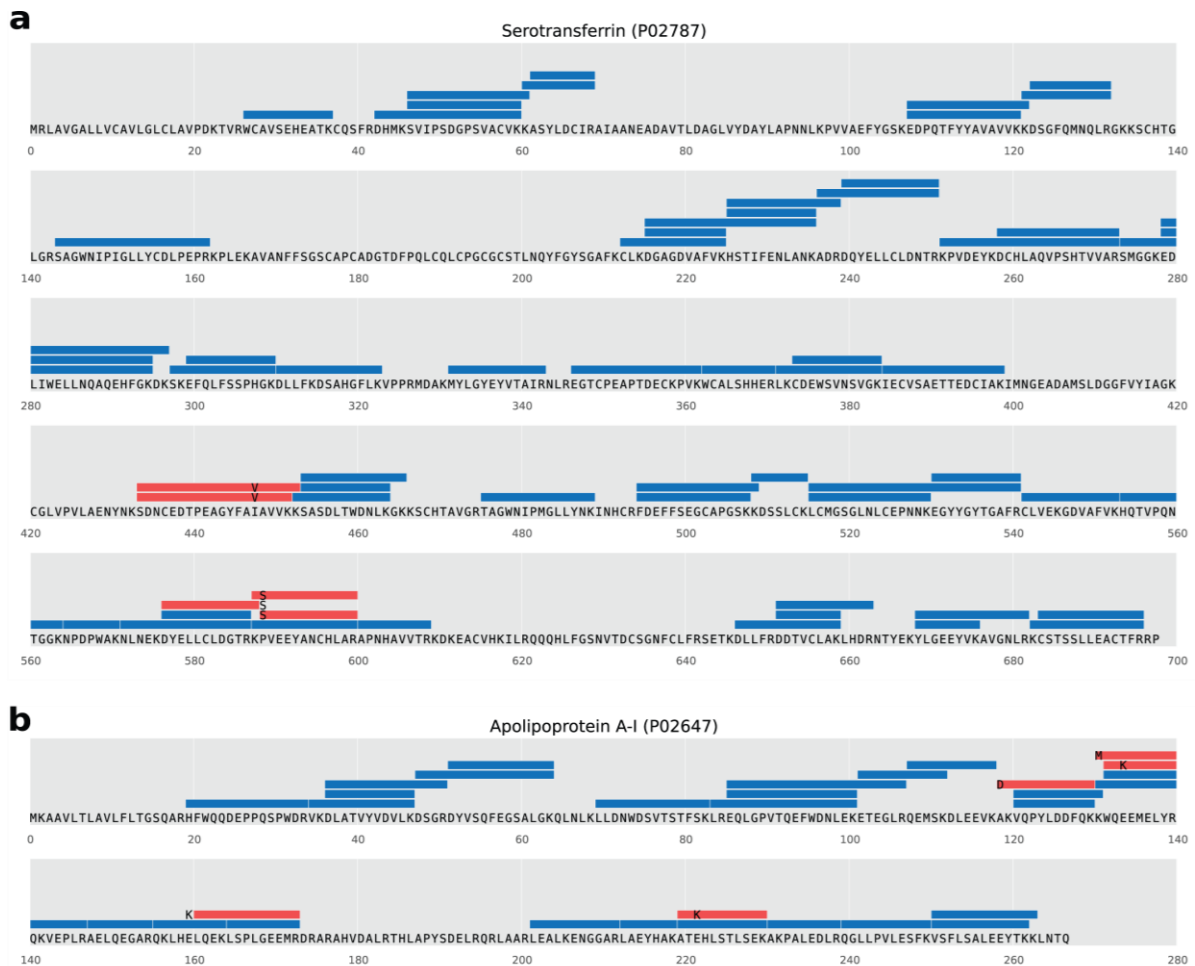 a
Serotransferrin (P02787)
MRLAVGALLVCAVLGLCLAVPDKTVRWCAVSEHEATKCQSFRDHMKSVIPSDGPSVACVKKASYLDCIRAIAANEADAVTLDAGLVYDAYLAPNNLKPVVAEFYGSKEDPQTFYYAVAVVKKDSGFQMNQLRGKKSCHTG
0 20 40 60 80 100 120 140
LGRSAGWNIPIGLLYCDLPEPRKPLEKAVANFFSGSCAPCADGTDFPQLCQLCPGCGCSTLNQYFGYSGAFKCLKDGAGDVAFVKHSTIFENLANKADRDQYELLCLDNTRKPVDEYKDCHLAQVPSHTVVARSMGGKED
140 160 180 200 220 240 260 280
LIWELLNQAQEHFGKDKSKEFQLFSSPHGKDLLFKDSAHGFLKVPPRMDAKMYLGYEYVTAIRNLREGTCPEAPTDECKPVKWCALSHHERLKCDEWSVNSVGKIECVSAETTEDCIAKIMNGEADAMSLDGGFVYIAGK
280 300 320 340 360 380 400 420
V
V
CGLVPVLAENYNKSDNCEDTPEAGYFAIAVVKKSASDLTWDNLKGKKSCHTAVGRTAGWNIPMGLLYNKINHCRFDEFFSEGCAPGSKKDSSLCKLCMGSGLNLCEPNNKEGYYGYTGAFRCLVEKGDVAFVKHQTVPQN
420 440 460 480 500 520 540 560
S
S
S
TGGKNPDPWAKNLNEKDYELLCLDGTRKPVEEYANCHLARAPNHAVVTRKDKEACVHKILRQQQHLFGSNVTDCSGNFCLFRSETKDLLFRDDTVCLAKLHDRNTYEKYLGEEYVKAVGNLRKCSTSSLLEACTFRRP
560 580 600 620 640 660 680 700
b
Apolipoprotein A-I (P02647)
M
K
D
MKAAVLTLAVLFLTGSQARHFWQQDEPPQSPWDRVKDLATVYVDVLKDSGRDYVSQFEGSALGKQLNLKLLDNWDSVTSTFSKLREQLGPVTQEFWDNLEKETEGLRQEMSKDLEEVKAKVQPYLDDFQKKWQEEMELYR
0 20 40 60 80 100 120 140
K K
QKVEPLRAELQEGARQKLHELQEKLSPLGEEMRDRARAHVDALRTHLAPYSDELRQRLAARLEALKENGGARLAEYHAKATEHLSTLSEKAKPALEDLRQGLLPVLESFKVSFLSALEEYTKKLNTQ
140 160 180 200 220 240 260 280